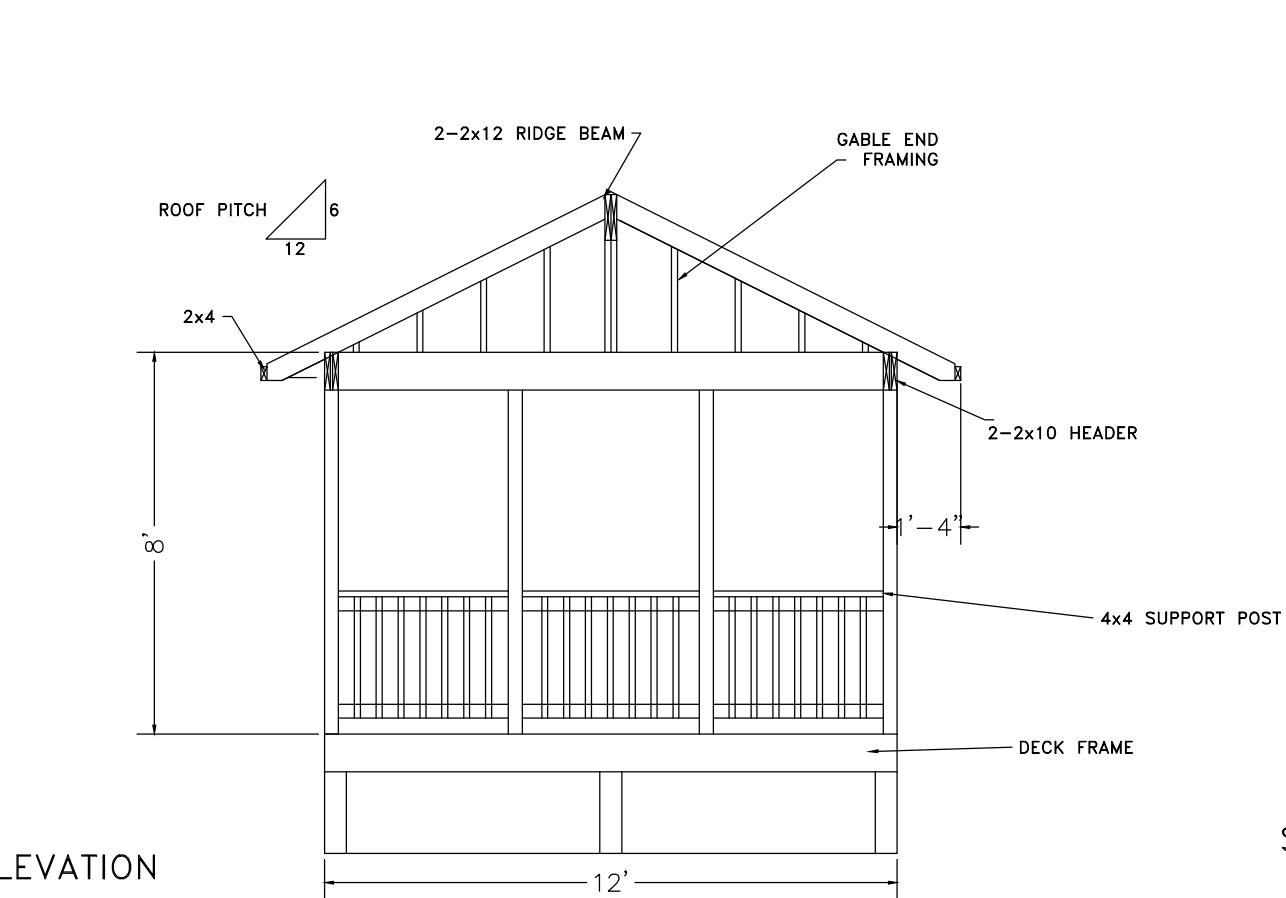 2-2x12 RIDGE BEAM
GABLE END
FRAMING
ROOF PITCH
6
12
2x4
2-2x10 HEADER
1'-4"
8'
4x4 SUPPORT POST
DECK FRAME
LEVATION
12'